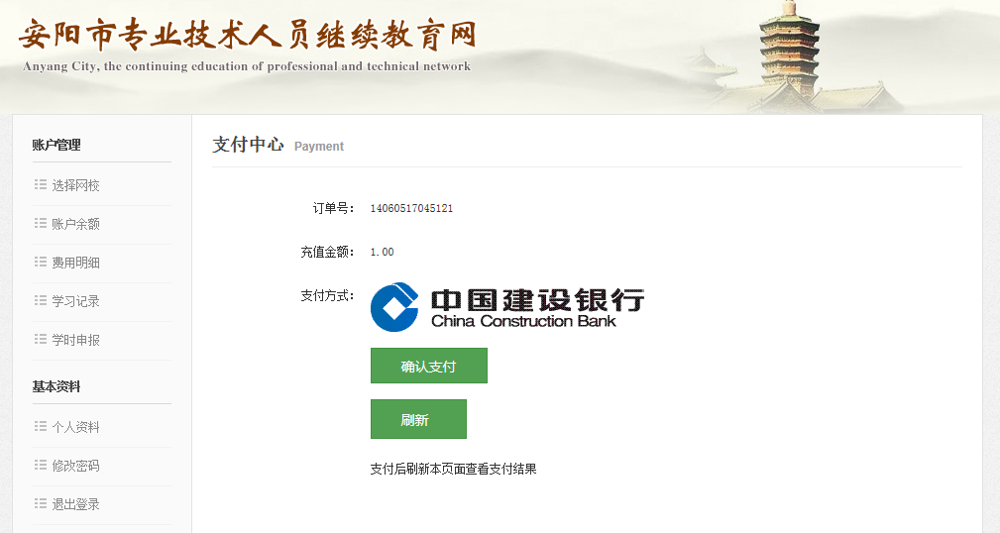 安阳市专业技术人员继续教育网
Anyang City, the continuing education of professional and technical network
账户管理
选择网校
账户余额
费用明细
学习记录
学时申报
基本资料
个人资料
修改密码
退出登录
支付中心 Payment
订单号： 14060517045121
充值金额： 1.00
支付方式：
中国建设银行
China Construction Bank
确认支付
刷新
支付后刷新本页面查看支付结果